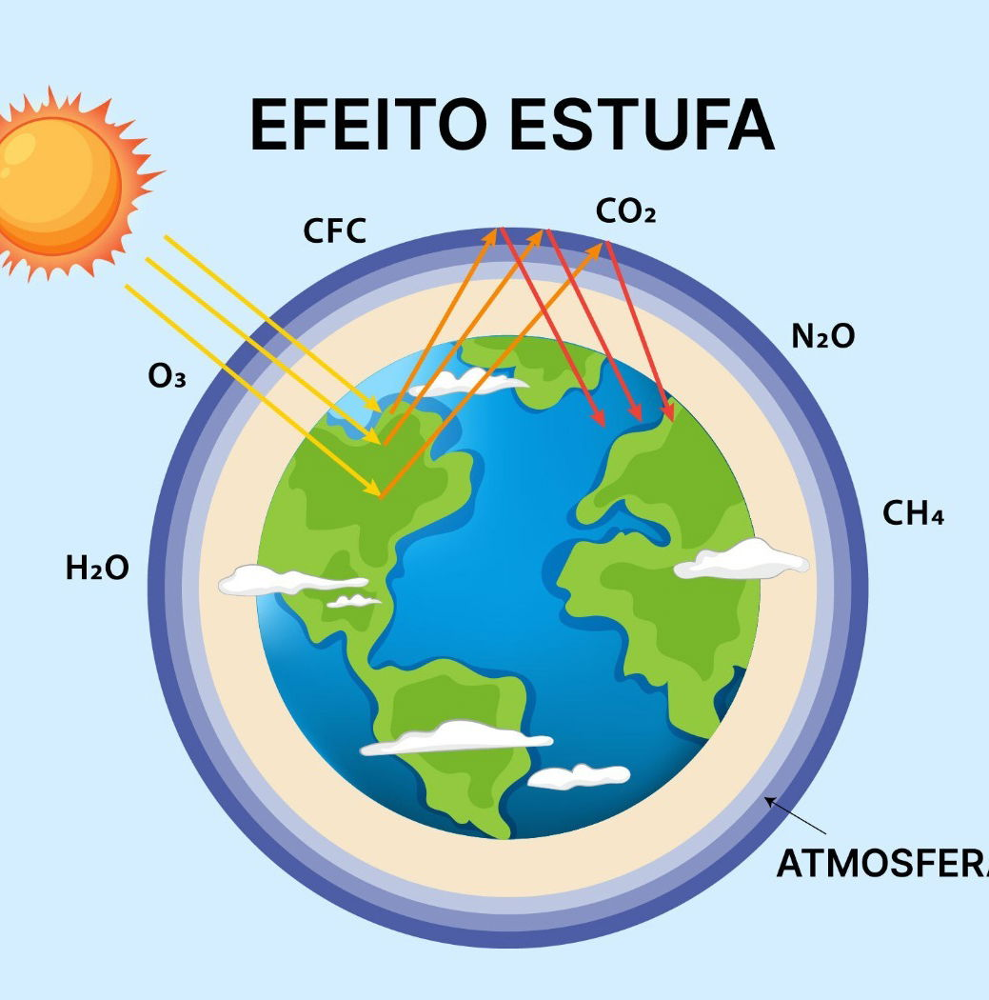 EFEITO ESTUFA
CFC
CO₂
N₂O
O₃
CH₄
H₂O
ATMOSFERA